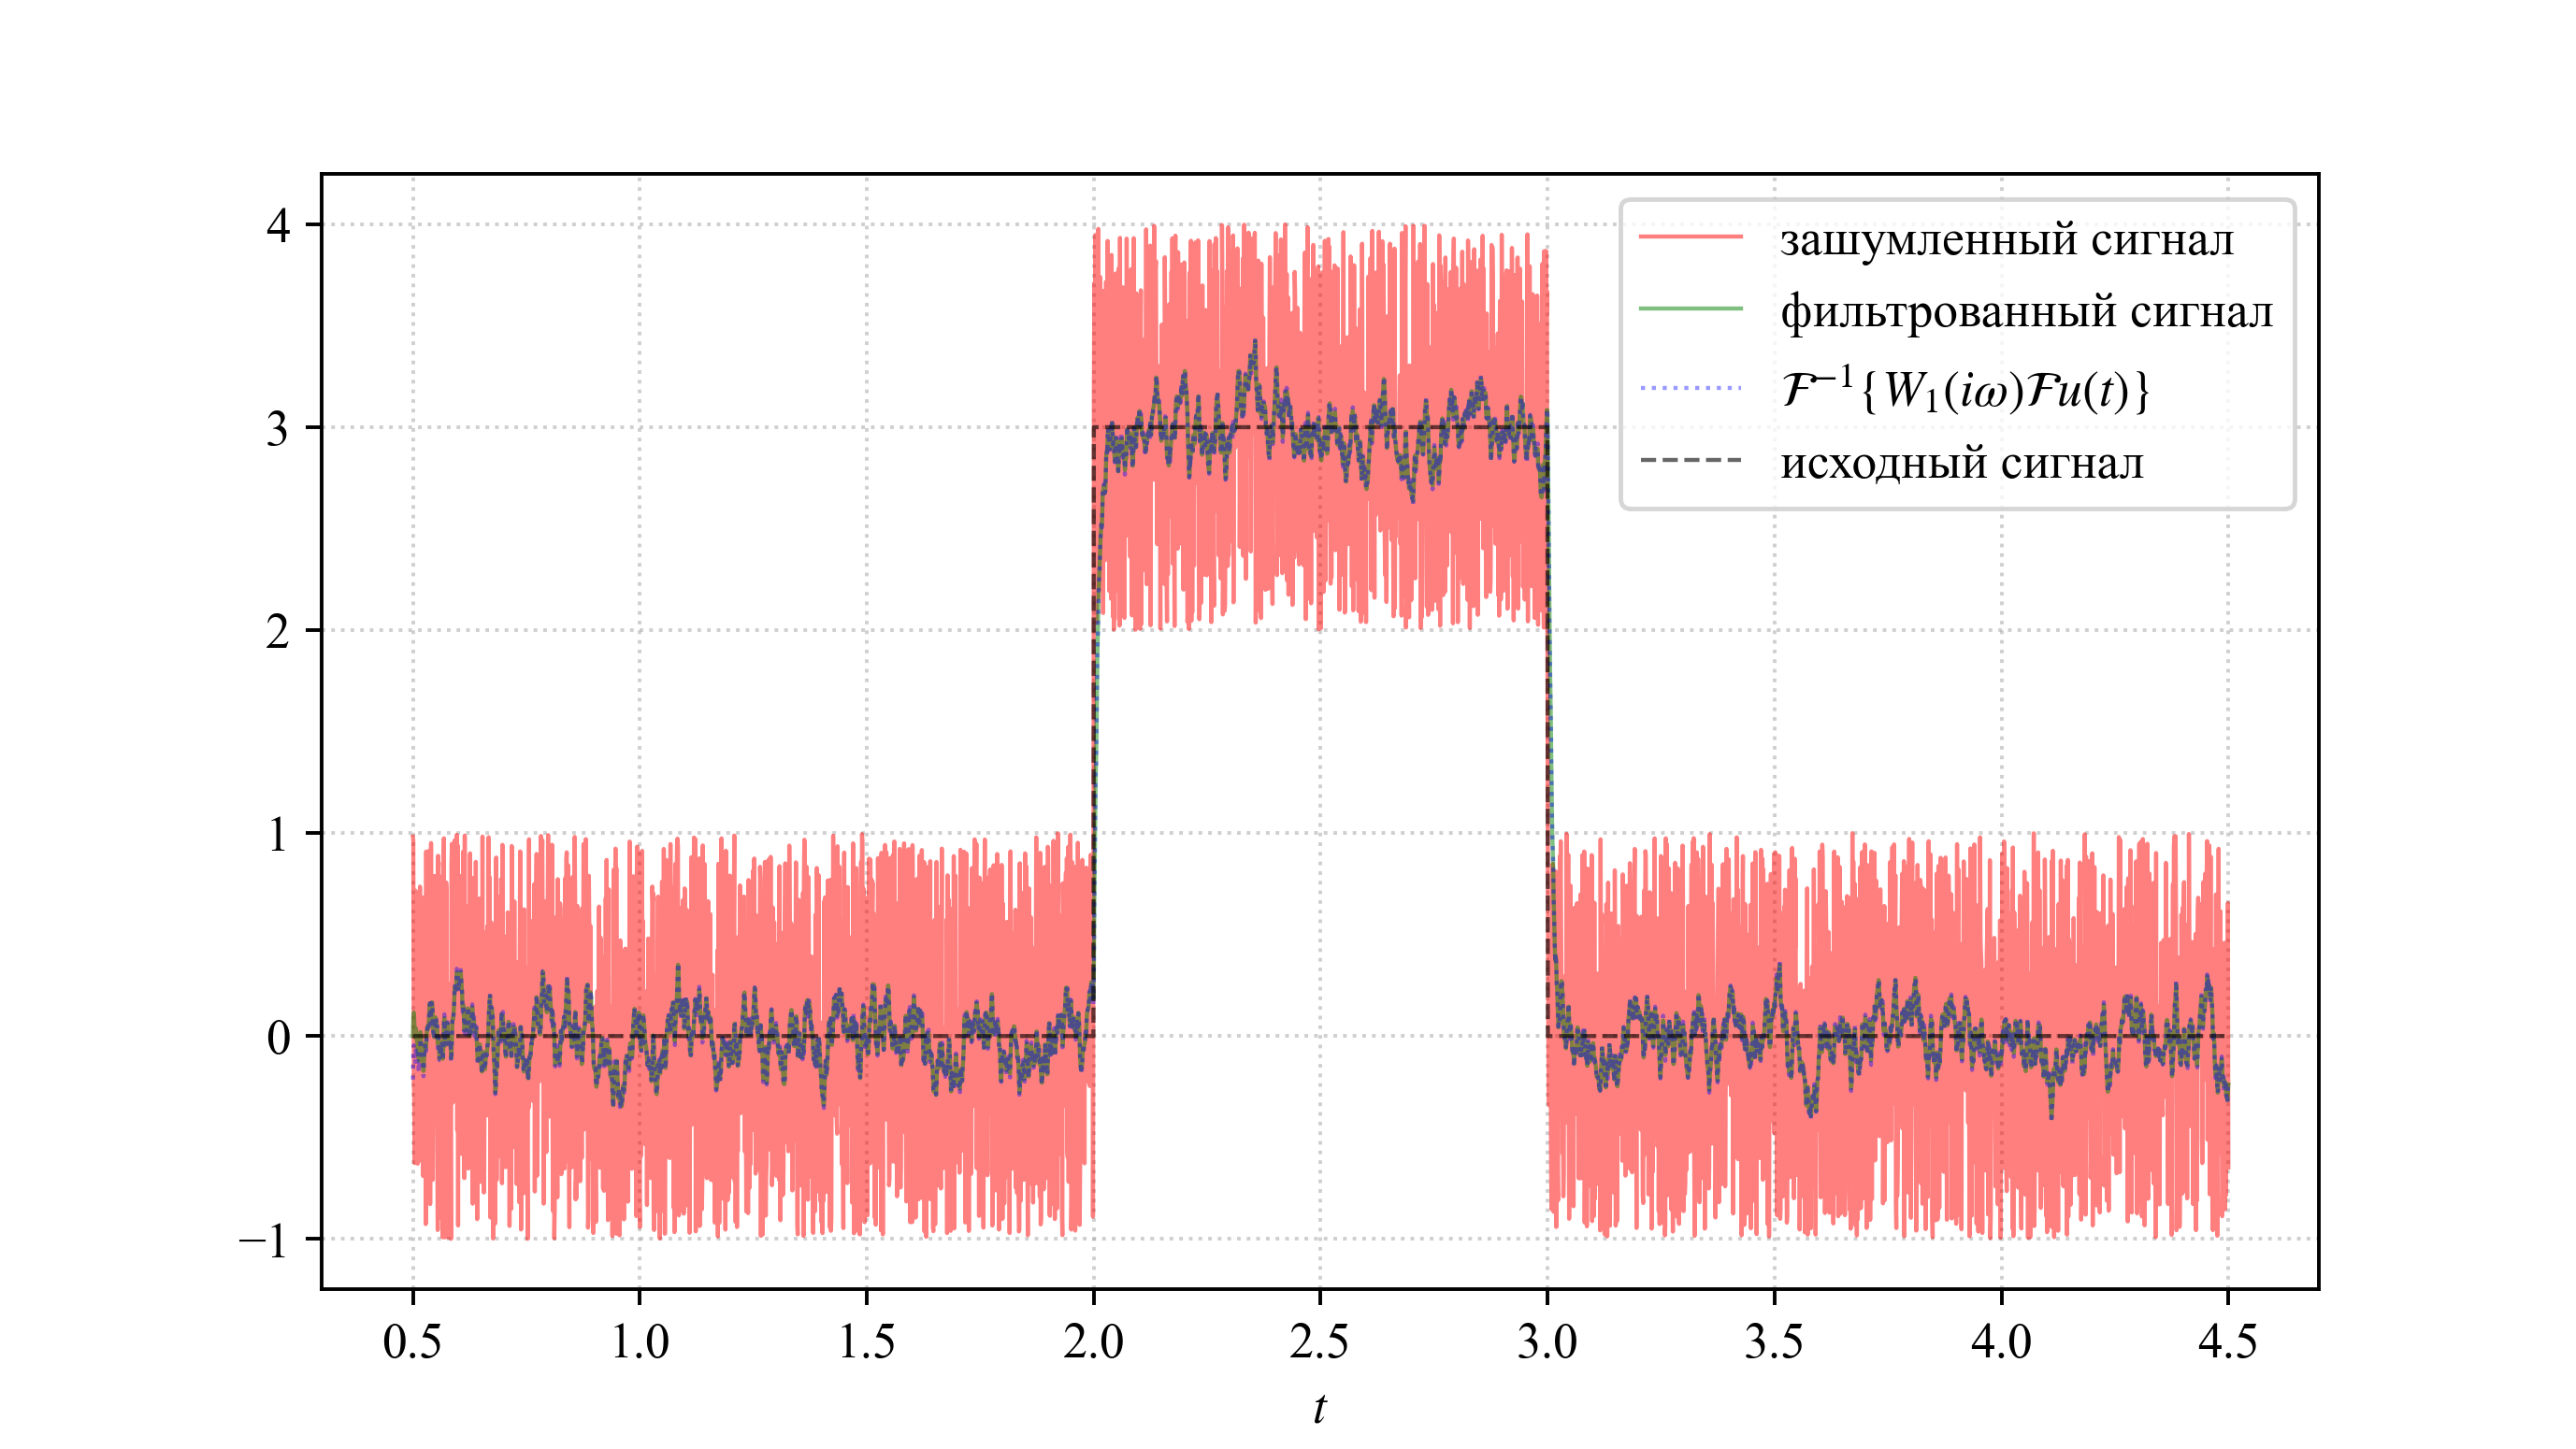 зашумленный сигнал
фильтрованный сигнал
𝓕⁻¹{W₁(iω)𝓕u(t)}
исходный сигнал
4
3
2
1
0
−1
0.5 1.0 1.5 2.0 2.5 3.0 3.5 4.0 4.5
t